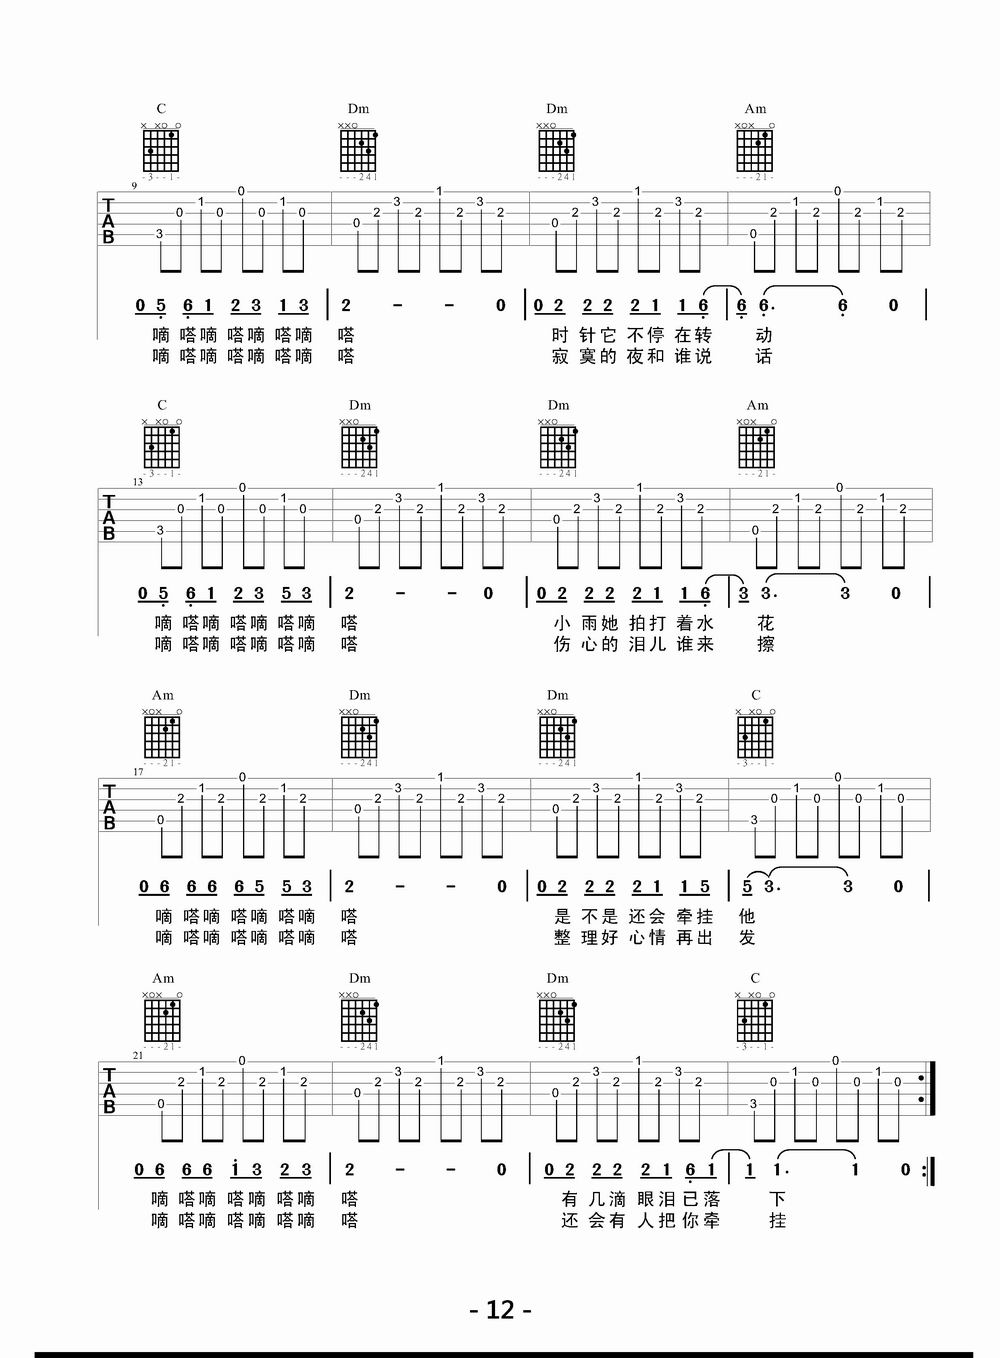 C Dm Dm Am
9
T
A
B
0 5 6 1 2 3 1 3 | 2 - - 0 | 0 2 2 2 2 1 1 6 | 6 6. 6 0 |
嘀 嗒嘀 嗒嘀 嗒嘀 嗒 时 针它 不停 在转 动
嘀 嗒嘀 嗒嘀 嗒嘀 嗒 寂 寞的 夜和 谁说 话
C Dm Dm Am
13
T
A
B
0 5 6 1 2 3 5 3 | 2 - - 0 | 0 2 2 2 2 1 1 6 | 3 3. 3 0 |
嘀 嗒嘀 嗒嘀 嗒嘀 嗒 小 雨她 拍打 着水 花
嘀 嗒嘀 嗒嘀 嗒嘀 嗒 伤 心的 泪儿 谁来 擦
Am Dm Dm C
17
T
A
B
0 6 6 6 6 5 5 3 | 2 - - 0 | 0 2 2 2 2 1 1 5 | 5 3. 3 0 |
嘀 嗒嘀 嗒嘀 嗒嘀 嗒 是 不是 还会 牵挂 他
嘀 嗒嘀 嗒嘀 嗒嘀 嗒 整 理好 心情 再出 发
Am Dm Dm C
21
T
A
B
0 6 6 6 1 3 2 3 | 2 - - 0 | 0 2 2 2 2 1 6 1 | 1 1. 1 0 :|
嘀 嗒嘀 嗒嘀 嗒嘀 嗒 有 几滴 眼泪 已落 下
嘀 嗒嘀 嗒嘀 嗒嘀 嗒 还 会有 人把 你牵 挂
- 12 -